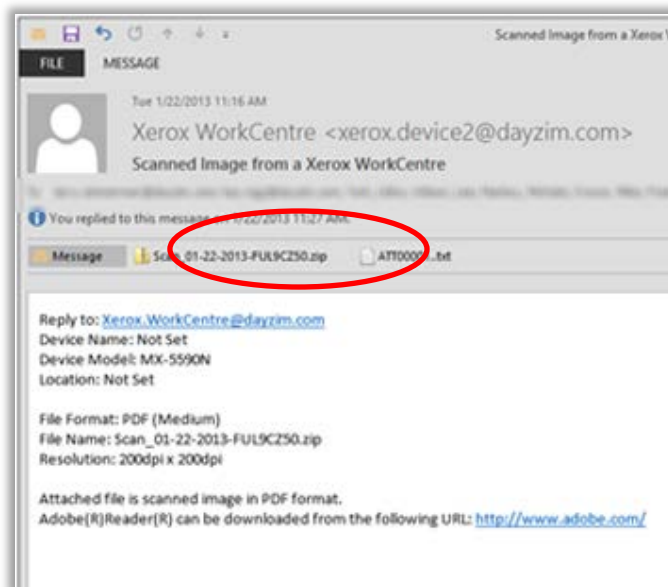 Scanned Image from a Xerox
FILE MESSAGE
Tue 1/22/2013 11:16 AM
Xerox WorkCentre <xerox.device2@dayzim.com>
Scanned Image from a Xerox WorkCentre
You replied to this message on 1/22/2013 11:27 AM.
Message Scan_01-22-2013-FUL9CZ50.zip ATT0000...txt
Reply to: Xerox.WorkCentre@dayzim.com
Device Name: Not Set
Device Model: MX-5590N
Location: Not Set
File Format: PDF (Medium)
File Name: Scan_01-22-2013-FUL9CZ50.zip
Resolution: 200dpi x 200dpi
Attached file is scanned image in PDF format.
Adobe(R)Reader(R) can be downloaded from the following URL: http://www.adobe.com/